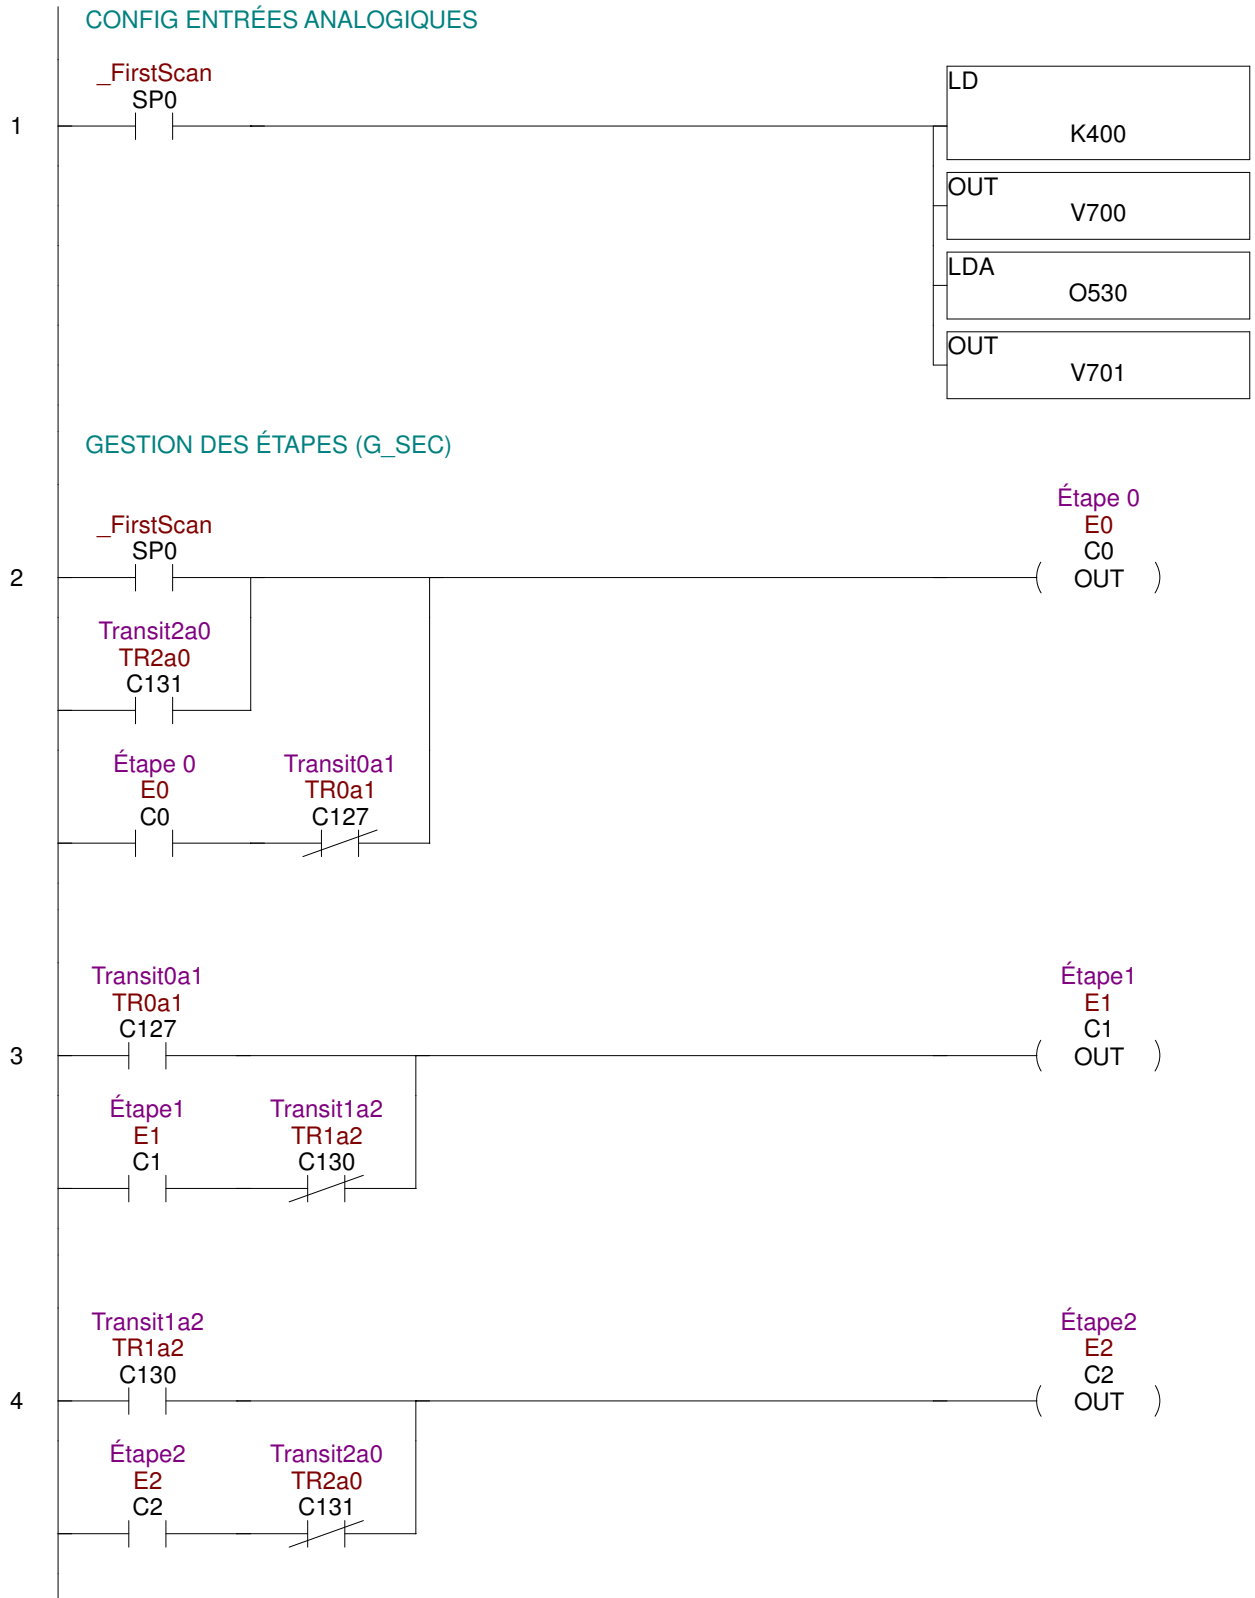 CONFIG ENTRÉES ANALOGIQUES
_FirstScan
SP0
1
LD
K400
OUT
V700
LDA
O530
OUT
V701
GESTION DES ÉTAPES (G_SEC)
_FirstScan
SP0
Étape 0
E0
C0
OUT
2
Transit2a0
TR2a0
C131
Étape 0
E0
C0
Transit0a1
TR0a1
C127
Transit0a1
TR0a1
C127
Étape1
E1
C1
OUT
3
Étape1
E1
C1
Transit1a2
TR1a2
C130
Transit1a2
TR1a2
C130
Étape2
E2
C2
OUT
4
Étape2
E2
C2
Transit2a0
TR2a0
C131